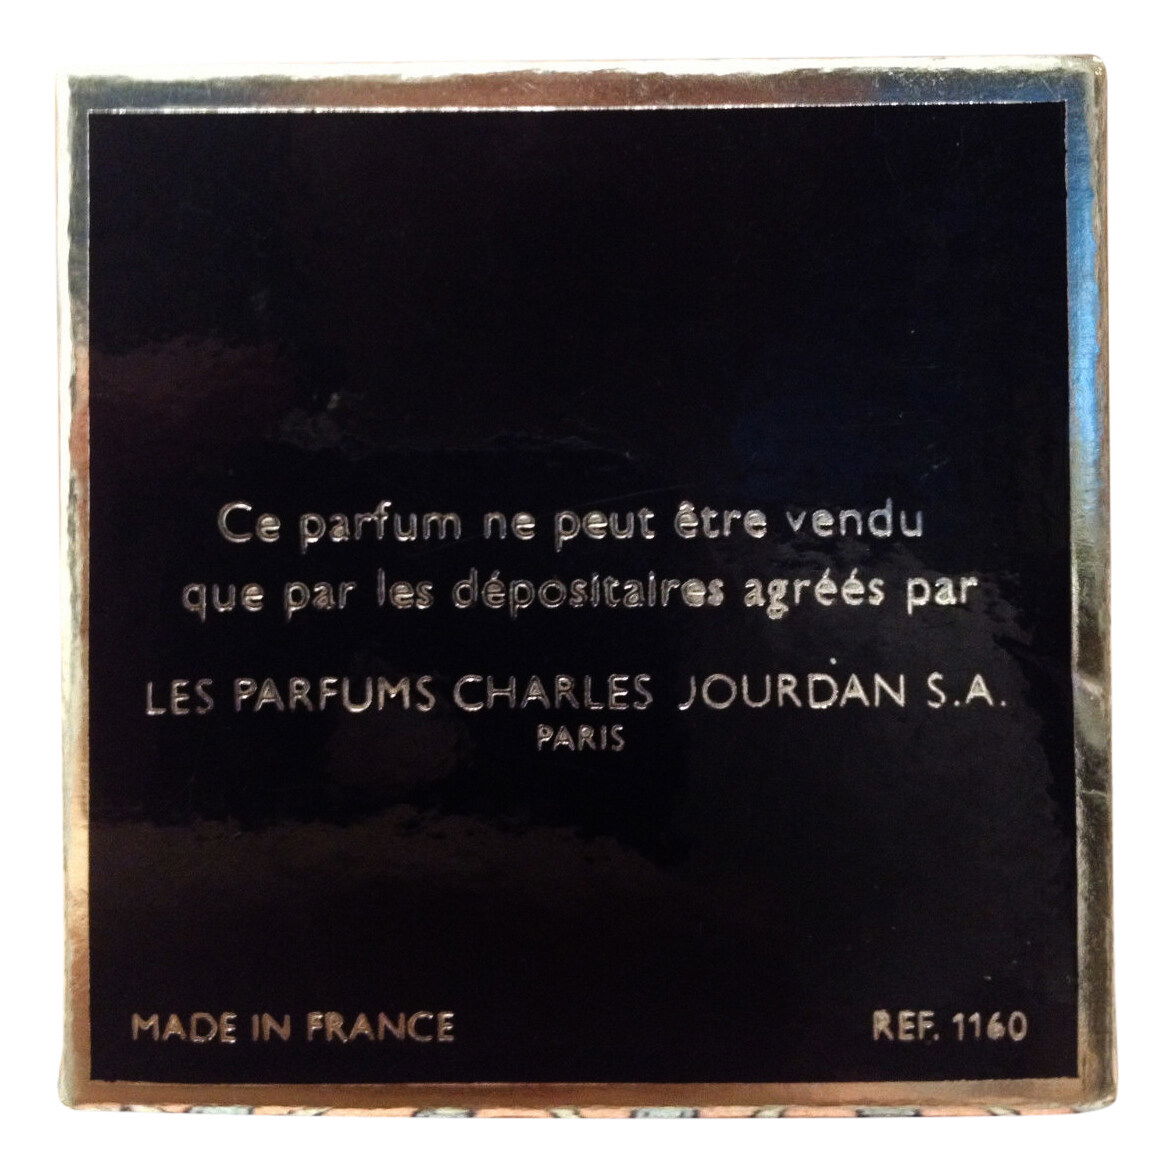 Ce parfum ne peut être vendu
que par les dépositaires agréés par
LES PARFUMS CHARLES JOURDAN S.A.
PARIS
MADE IN FRANCE
REF. 1160